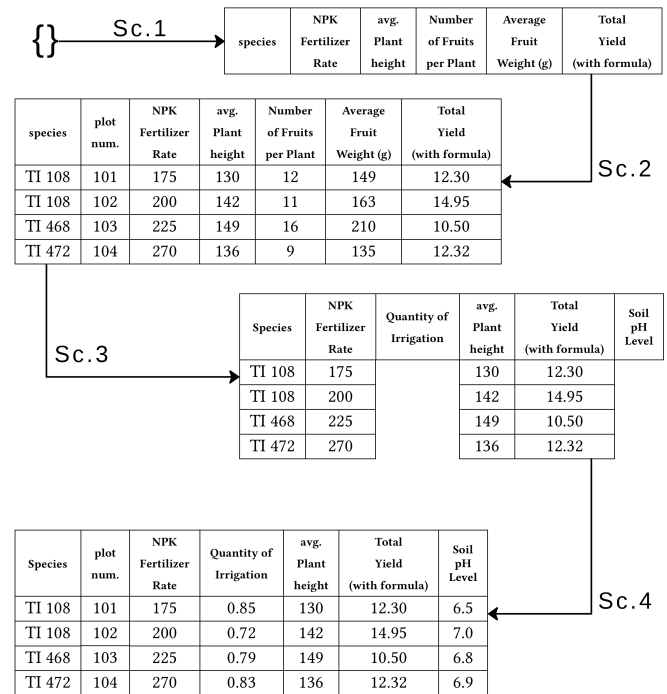 {} Sc.1
species | NPK Fertilizer Rate | avg. Plant height | Number of Fruits per Plant | Average Fruit Weight (g) | Total Yield (with formula)
Sc.2
species | plot num. | NPK Fertilizer Rate | avg. Plant height | Number of Fruits per Plant | Average Fruit Weight (g) | Total Yield (with formula)
TI 108 | 101 | 175 | 130 | 12 | 149 | 12.30
TI 108 | 102 | 200 | 142 | 11 | 163 | 14.95
TI 468 | 103 | 225 | 149 | 16 | 210 | 10.50
TI 472 | 104 | 270 | 136 | 9 | 135 | 12.32
Sc.3
Species | NPK Fertilizer Rate | Quantity of Irrigation | avg. Plant height | Total Yield (with formula) | Soil pH Level
TI 108 | 175 | | 130 | 12.30 |
TI 108 | 200 | | 142 | 14.95 |
TI 468 | 225 | | 149 | 10.50 |
TI 472 | 270 | | 136 | 12.32 |
Sc.4
Species | plot num. | NPK Fertilizer Rate | Quantity of Irrigation | avg. Plant height | Total Yield (with formula) | Soil pH Level
TI 108 | 101 | 175 | 0.85 | 130 | 12.30 | 6.5
TI 108 | 102 | 200 | 0.72 | 142 | 14.95 | 7.0
TI 468 | 103 | 225 | 0.79 | 149 | 10.50 | 6.8
TI 472 | 104 | 270 | 0.83 | 136 | 12.32 | 6.9